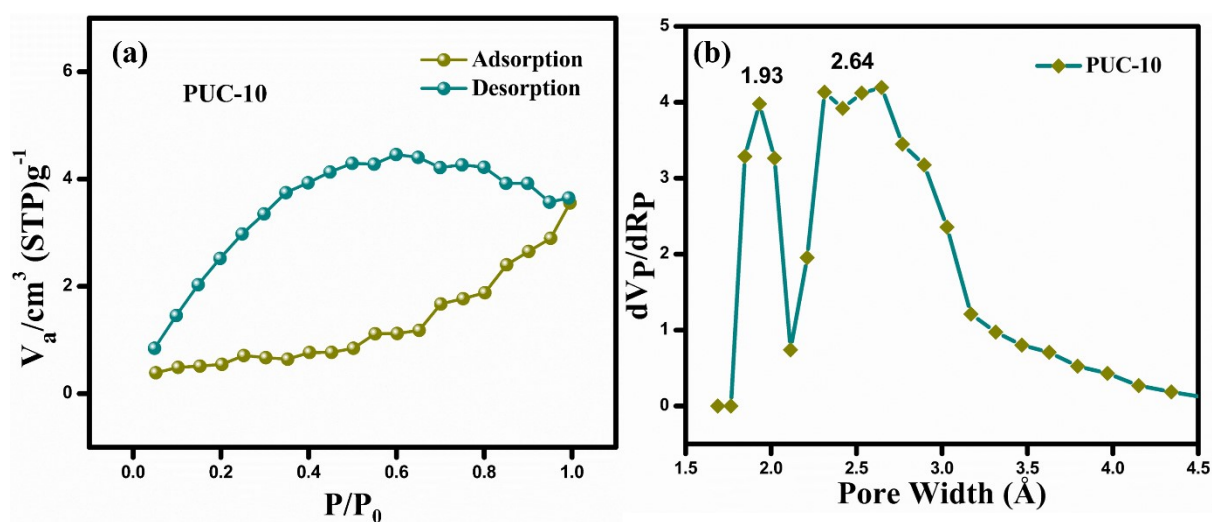 (a)
Adsorption
Desorption
PUC-10
6
4
2
0
V_a/cm^3 (STP)g^-1
0.0 0.2 0.4 0.6 0.8 1.0
P/P_0
(b)
1.93
2.64
PUC-10
5
4
3
2
1
0
dV_P/dR_P
1.5 2.0 2.5 3.0 3.5 4.0 4.5
Pore Width (Å)